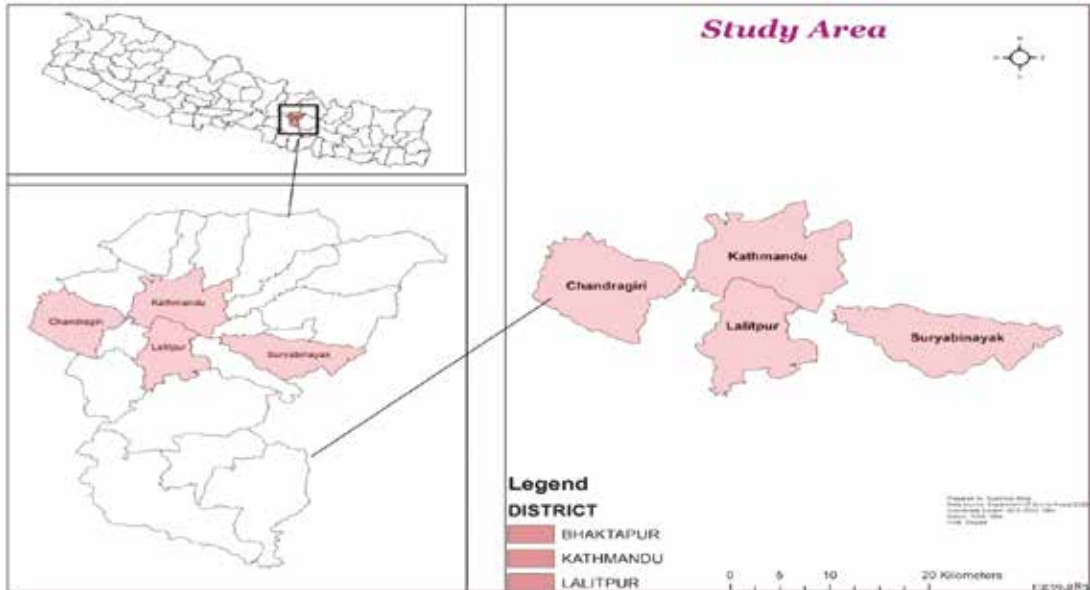 Study Area
Kathmandu
Chandragiri
Lalitpur
Suryabinayak
Kathmandu
Chandragiri
Lalitpur
Suryabinayak
Legend
DISTRICT
BHAKTAPUR
KATHMANDU
LALITPUR
0 5 10 20 Kilometers